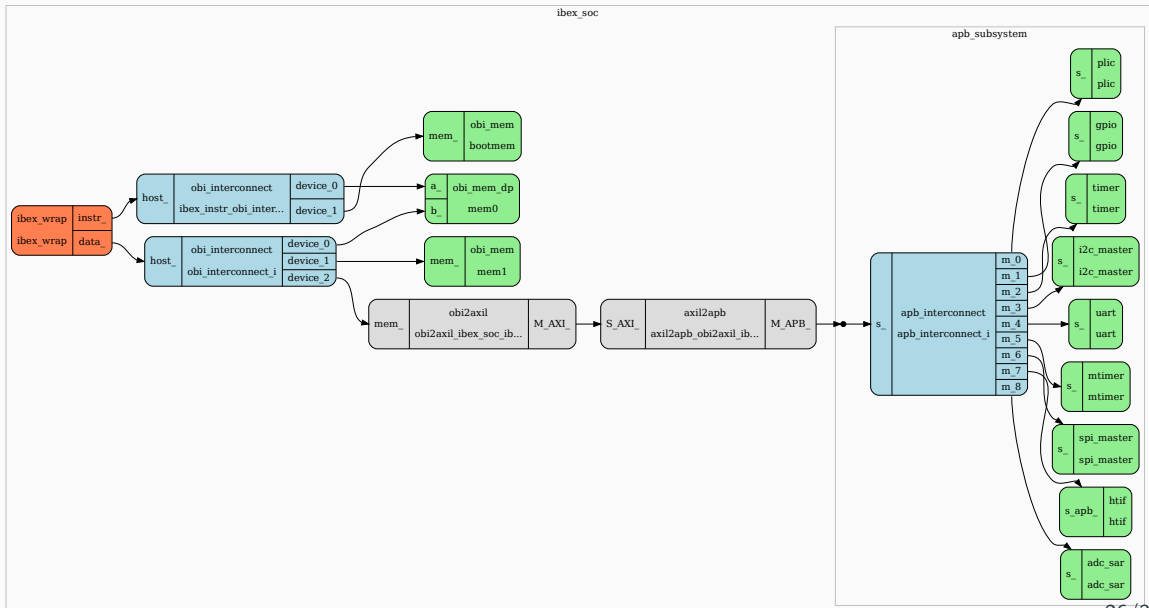 ibex_soc
apb_subsystem
ibex_wrap
ibex_wrap
instr_
data_
host_
obi_interconnect
ibex_instr_obi_inter...
device_0
device_1
host_
obi_interconnect
obi_interconnect_i
device_0
device_1
device_2
mem_
obi_mem
bootmem
a_
b_
obi_mem_dp
mem0
mem_
obi_mem
mem1
mem_
obi2axil
obi2axil_ibex_soc_ib...
M_AXI_
S_AXI_
axil2apb
axil2apb_obi2axil_ib...
M_APB_
s_
apb_interconnect
apb_interconnect_i
m_0
m_1
m_2
m_3
m_4
m_5
m_6
m_7
m_8
s_
plic
plic
s_
gpio
gpio
s_
timer
timer
s_
i2c_master
i2c_master
s_
uart
uart
s_
mtimer
mtimer
s_
spi_master
spi_master
s_apb_
htif
htif
s_
adc_sar
adc_sar